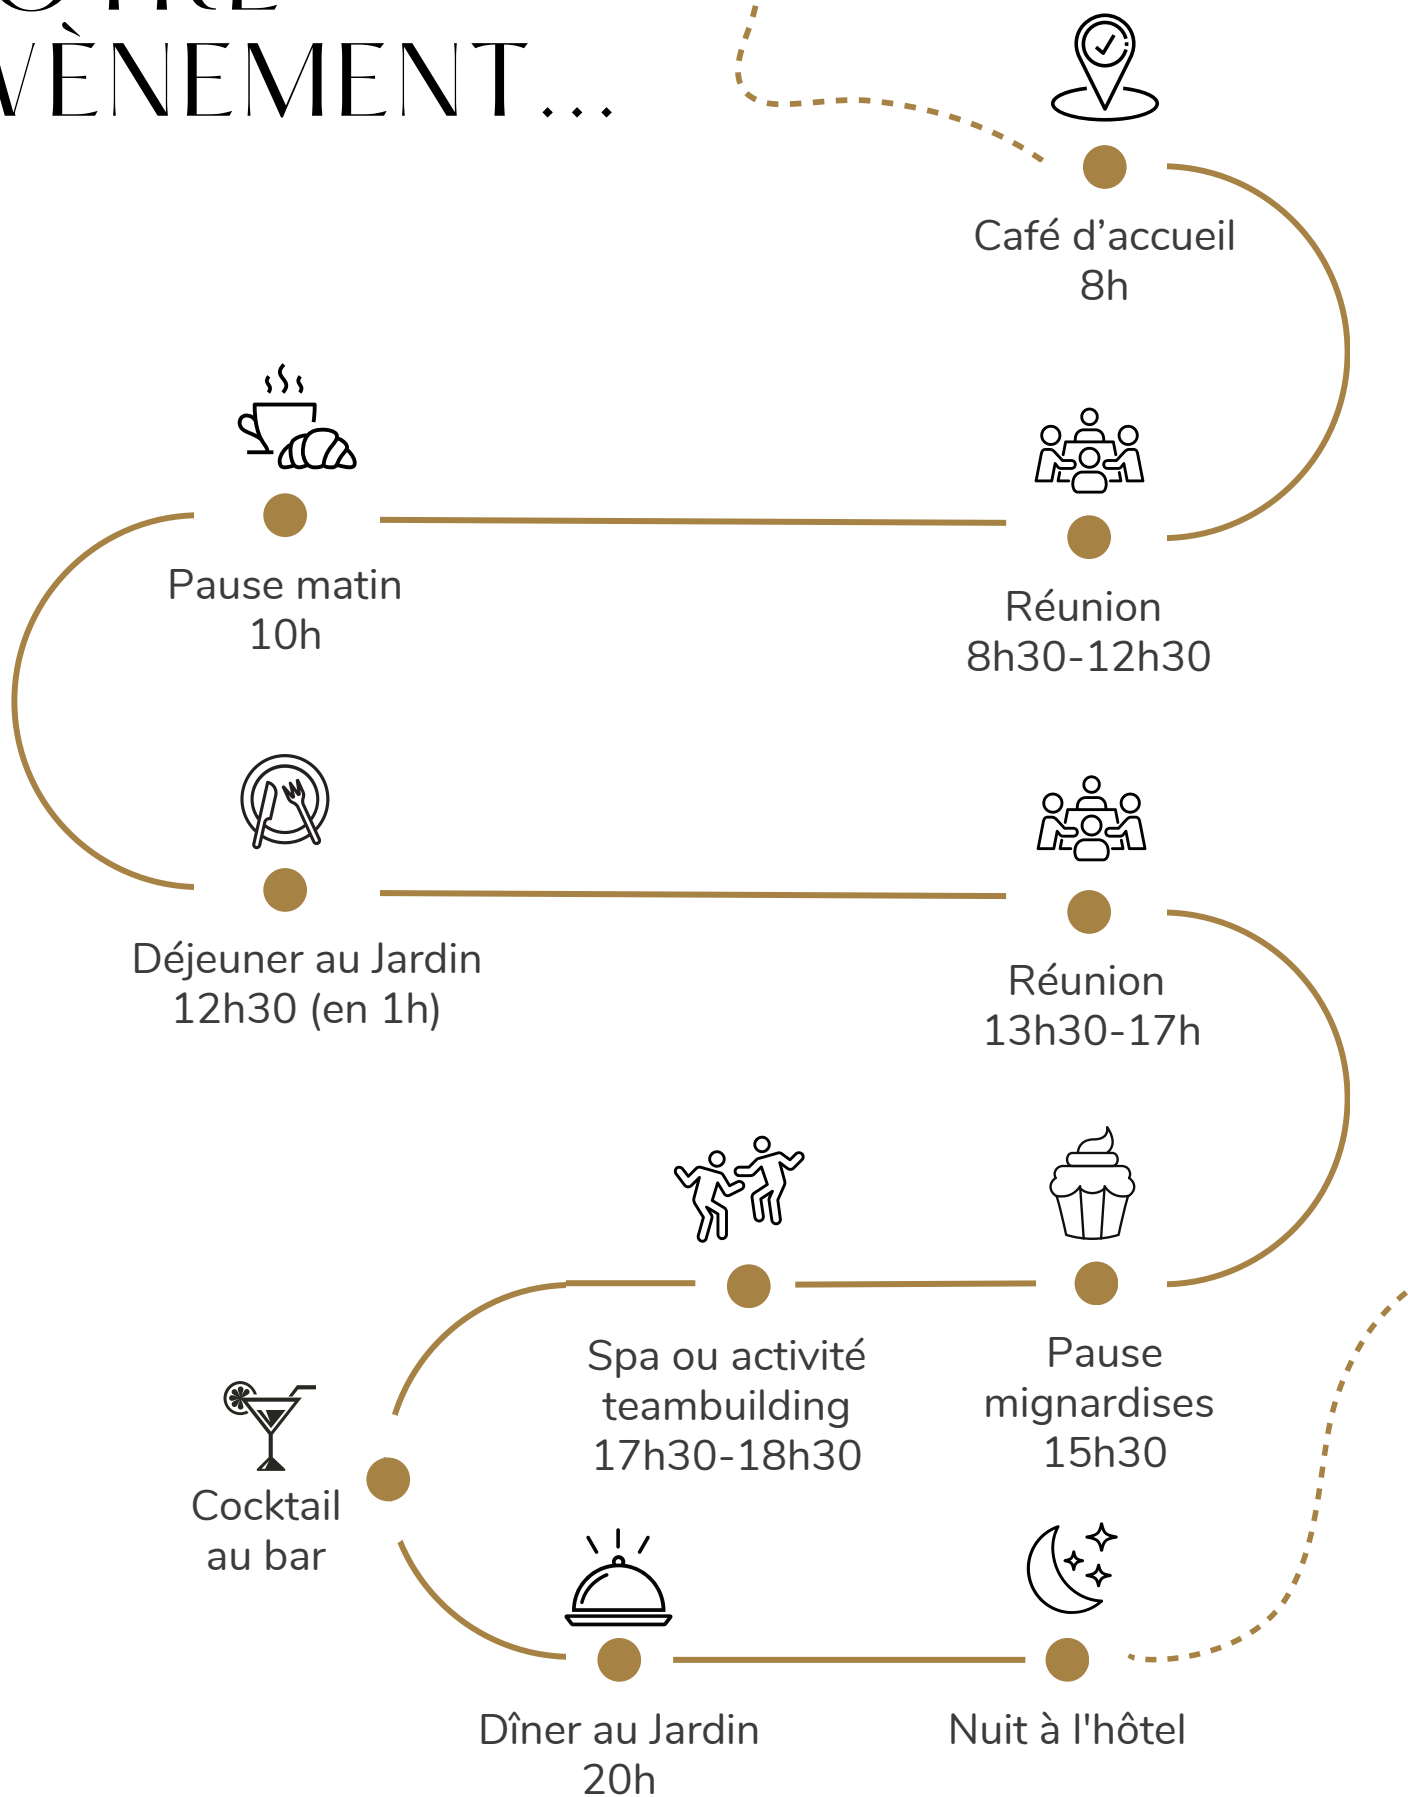 ÈNEMENT...
Café d’accueil
8h
Réunion
8h30-12h30
Pause matin
10h
Déjeuner au Jardin
12h30 (en 1h)
Réunion
13h30-17h
Pause
mignardises
15h30
Spa ou activité
teambuilding
17h30-18h30
Cocktail
au bar
Dîner au Jardin
20h
Nuit à l'hôtel